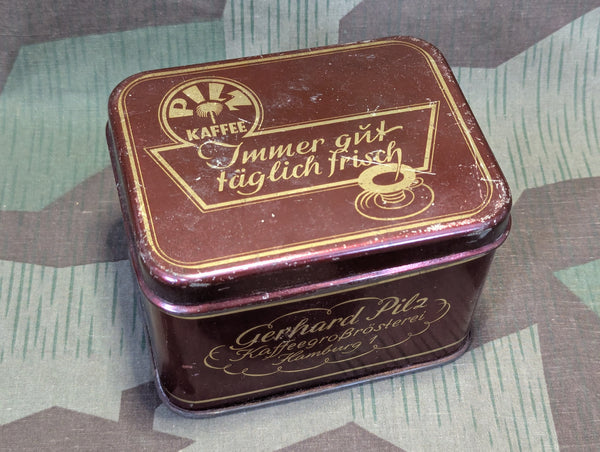 PILZ
KAFFEE
Immer gut
täglich frisch
Gerhard Pilz
Kaffeegroßrösterei
Hamburg 1